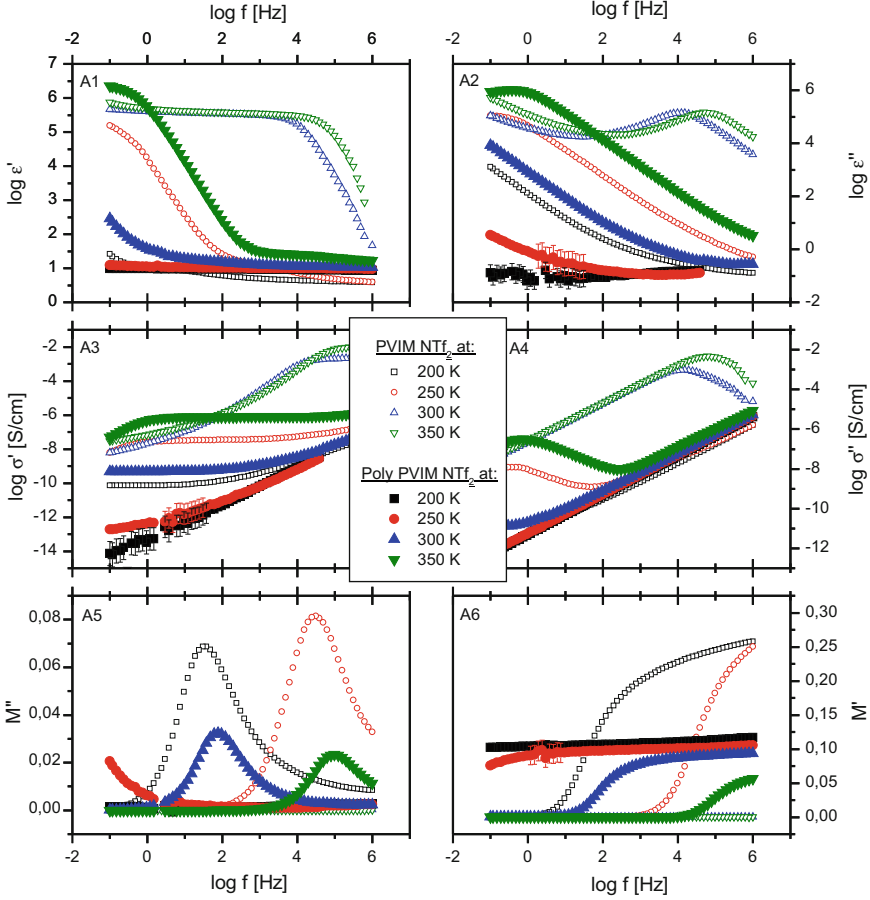 log f [Hz]
log f [Hz]
-2 0 2 4 6
-2 0 2 4 6
A1
7
6
5
4
3
2
1
0
log ε'
A2
6
4
2
0
-2
log ε''
A3
-2
-4
-6
-8
-10
-12
-14
log σ' [S/cm]
PVIM NTf2 at:
200 K
250 K
300 K
350 K
Poly PVIM NTf2 at:
200 K
250 K
300 K
350 K
A4
-2
-4
-6
-8
-10
-12
log σ'' [S/cm]
A5
0,08
0,06
0,04
0,02
0,00
M''
A6
0,30
0,25
0,20
0,15
0,10
0,05
0,00
M'
-2 0 2 4 6
-2 0 2 4 6
log f [Hz]
log f [Hz]